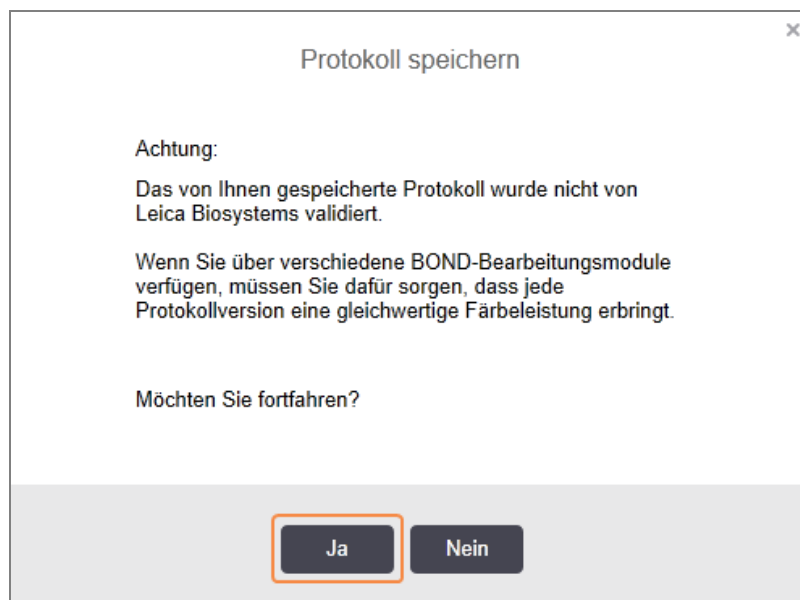 Protokoll speichern
Achtung:
Das von Ihnen gespeicherte Protokoll wurde nicht von
Leica Biosystems validiert.
Wenn Sie über verschiedene BOND-Bearbeitungsmodule
verfügen, müssen Sie dafür sorgen, dass jede
Protokollversion eine gleichwertige Färbeleistung erbringt.
Möchten Sie fortfahren?
Ja
Nein